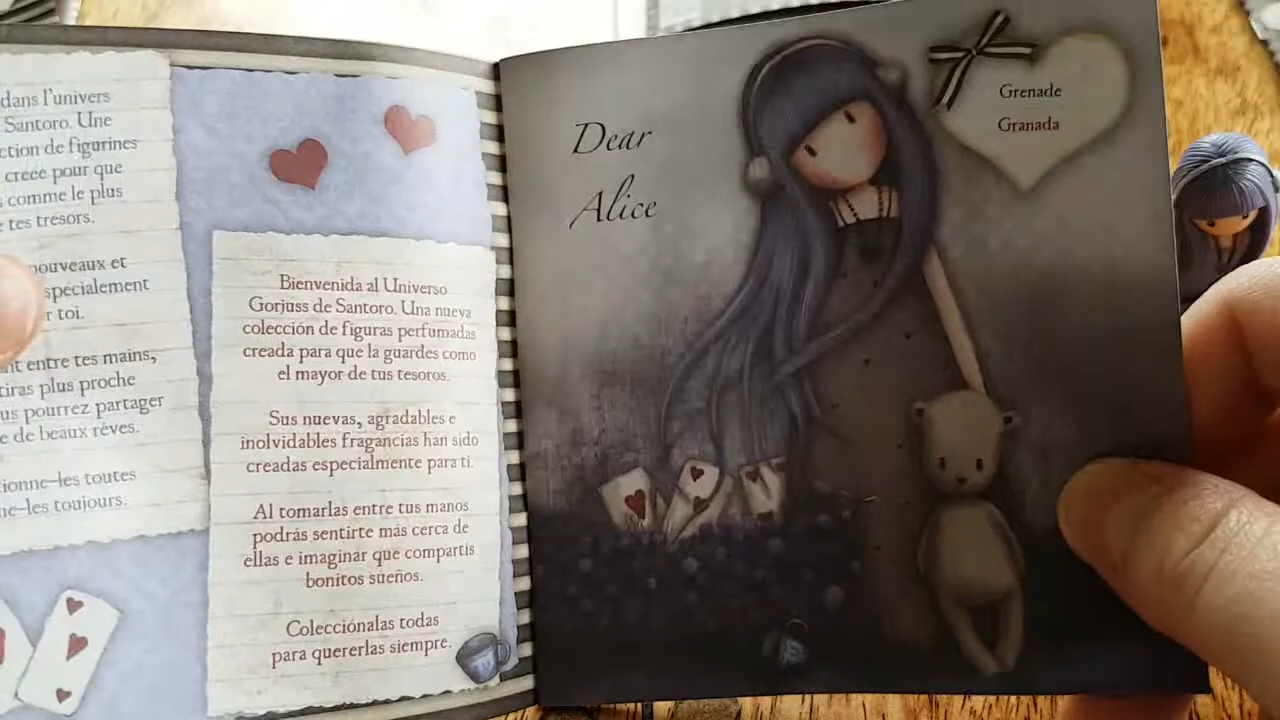 dans l'univers
Santoro. Une
ction de figurines
créée pour que
comme le plus
tes trésors.
nouveaux et
spécialement
r toi.
nt entre tes mains,
tiras plus proche
us pourrez partager
e de beaux rêves.
ionne-les toutes
ne-les toujours.
Bienvenida al Universo
Gorjuss de Santoro. Una nueva
colección de figuras perfumadas
creada para que la guardes como
el mayor de tus tesoros.
Sus nuevas, agradables e
inolvidables fragancias han sido
creadas especialmente para ti.
Al tomarlas entre tus manos
podrás sentirte más cerca de
ellas e imaginar que compartís
bonitos sueños.
Colecciónalas todas
para quererlas siempre.
Dear
Alice
Grenade
Granada